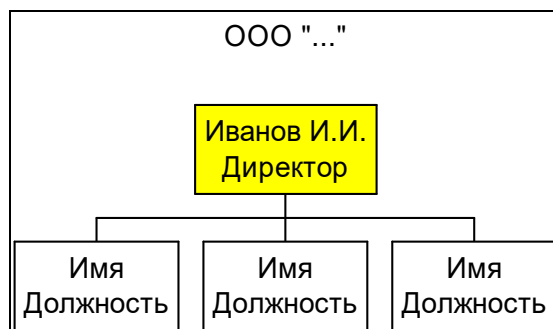 ООО "..."
Иванов И.И.
Директор
Имя
Должность
Имя
Должность
Имя
Должность